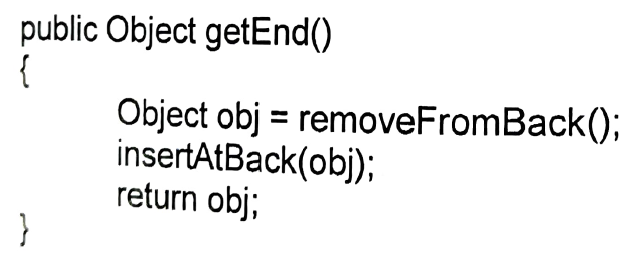 public Object getEnd()
{
Object obj = removeFromBack();
insertAtBack(obj);
return obj;
}